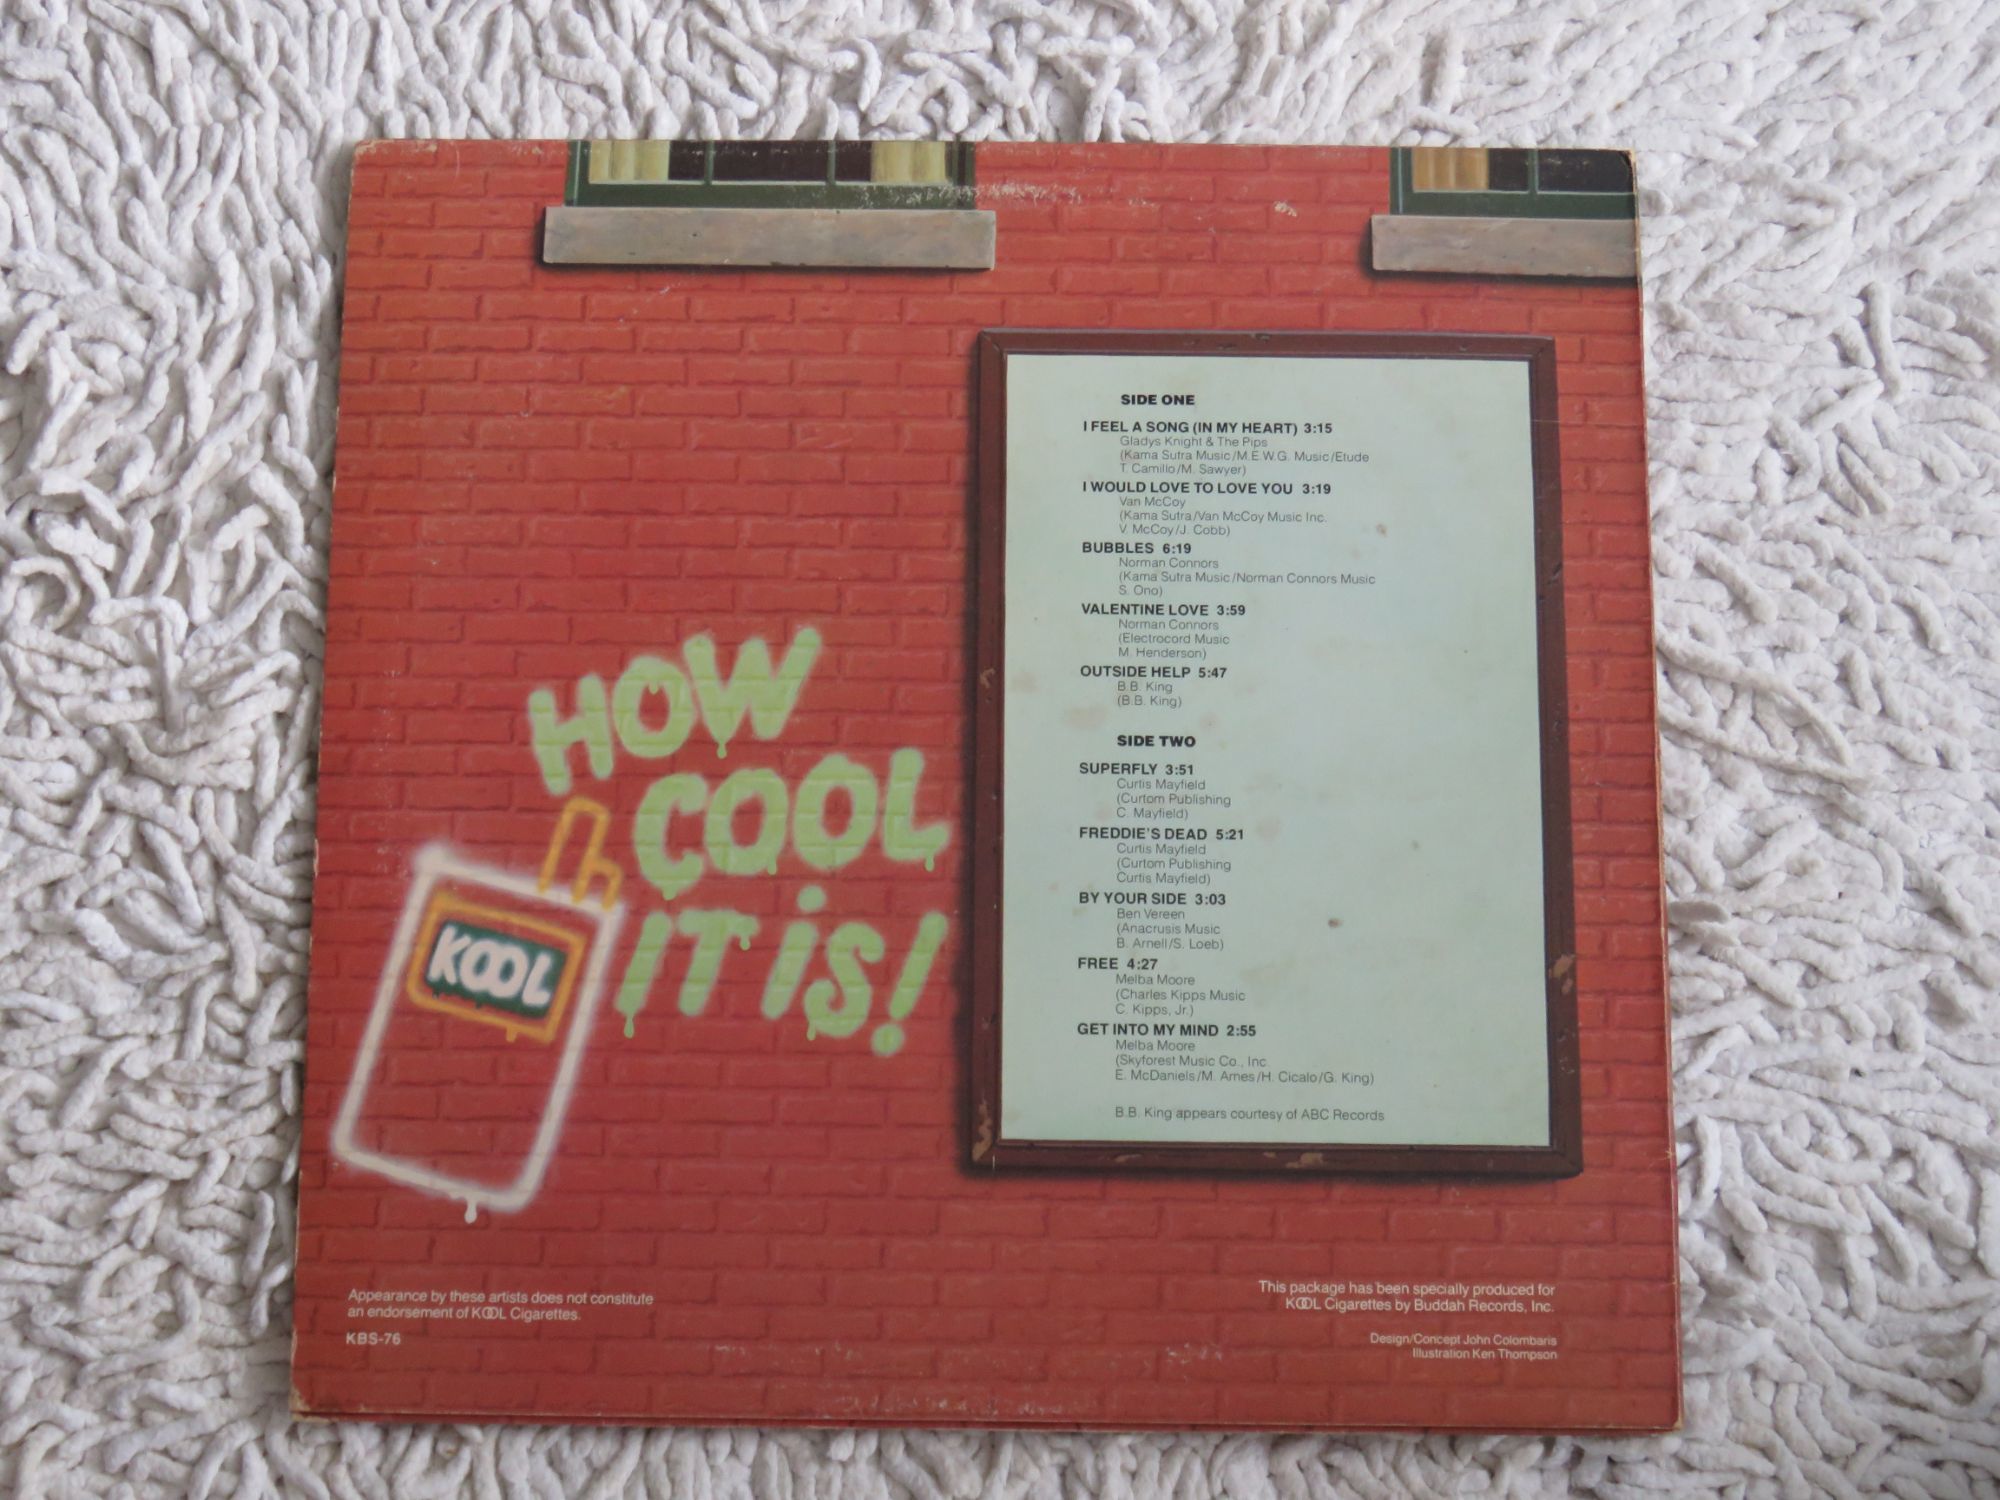 HOW
COOL
IT is!
KOOL
SIDE ONE
I FEEL A SONG (IN MY HEART) 3:15
Gladys Knight & The Pips
(Kama Sutra Music/M.E.W.G. Music/Etude
T. Camillo/M. Sawyer)
I WOULD LOVE TO LOVE YOU 3:19
Van McCoy
(Kama Sutra/Van McCoy Music Inc.
V. McCoy/J. Cobb)
BUBBLES 6:19
Norman Connors
(Kama Sutra Music/Norman Connors Music
S. Ono)
VALENTINE LOVE 3:59
Norman Connors
(Electrocord Music
M. Henderson)
OUTSIDE HELP 5:47
B.B. King
(B.B. King)
SIDE TWO
SUPERFLY 3:51
Curtis Mayfield
(Curtom Publishing
C. Mayfield)
FREDDIE'S DEAD 5:21
Curtis Mayfield
(Curtom Publishing
Curtis Mayfield)
BY YOUR SIDE 3:03
Ben Vereen
(Anacrusis Music
B. Arnell/S. Loeb)
FREE 4:27
Melba Moore
(Charles Kipps Music
C. Kipps, Jr.)
GET INTO MY MIND 2:55
Melba Moore
(Skyforest Music Co., Inc.
E. McDaniels/M. Ames/H. Cicalo/G. King)
B.B. King appears courtesy of ABC Records
Appearance by these artists does not constitute
an endorsement of KOOL Cigarettes.
KBS-76
This package has been specially produced for
KOOL Cigarettes by Buddah Records, Inc.
Design/Concept John Colombaris
Illustration Ken Thompson